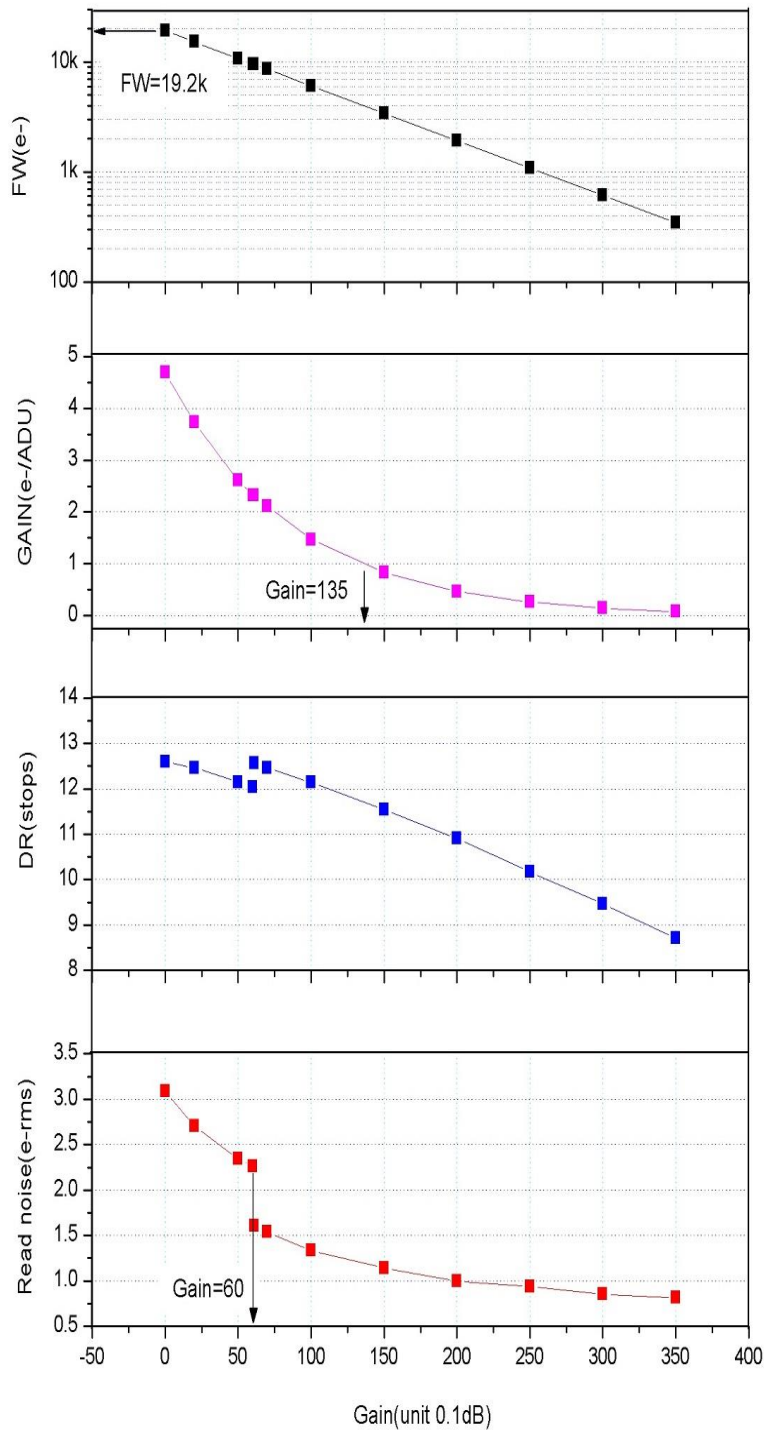 FW(e-)
10k
1k
100
FW=19.2k
GAIN(e-/ADU)
5
4
3
2
1
0
Gain=135
DR(stops)
14
13
12
11
10
9
8
Read noise(e-rms)
3.5
3.0
2.5
2.0
1.5
1.0
0.5
Gain=60
-50 0 50 100 150 200 250 300 350 400
Gain(unit 0.1dB)